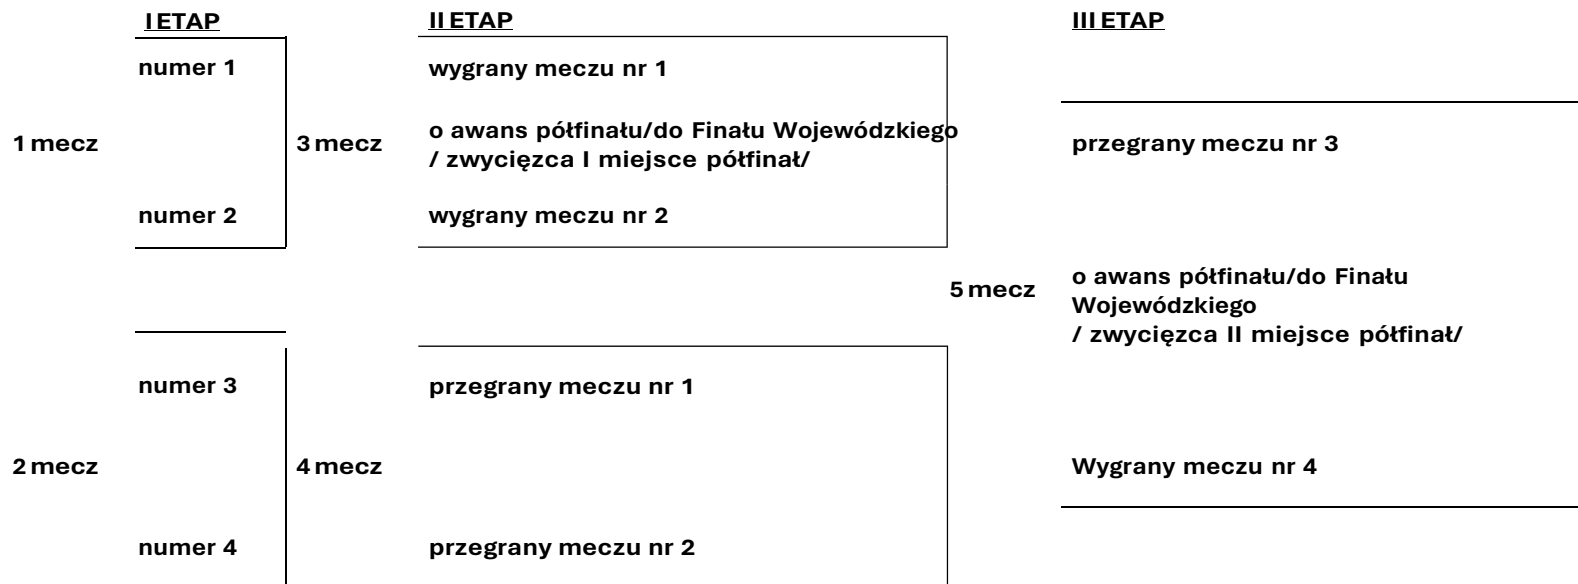 I ETAP
II ETAP
III ETAP
numer 1
wygrany meczu nr 1
1 mecz
3 mecz
o awans półfinału/do Finału Wojewódzkiego
/ zwycięzca I miejsce półfinał/
przegrany meczu nr 3
numer 2
wygrany meczu nr 2
5 mecz
o awans półfinału/do Finału
Wojewódzkiego
/ zwycięzca II miejsce półfinał/
numer 3
przegrany meczu nr 1
2 mecz
4 mecz
Wygrany meczu nr 4
numer 4
przegrany meczu nr 2